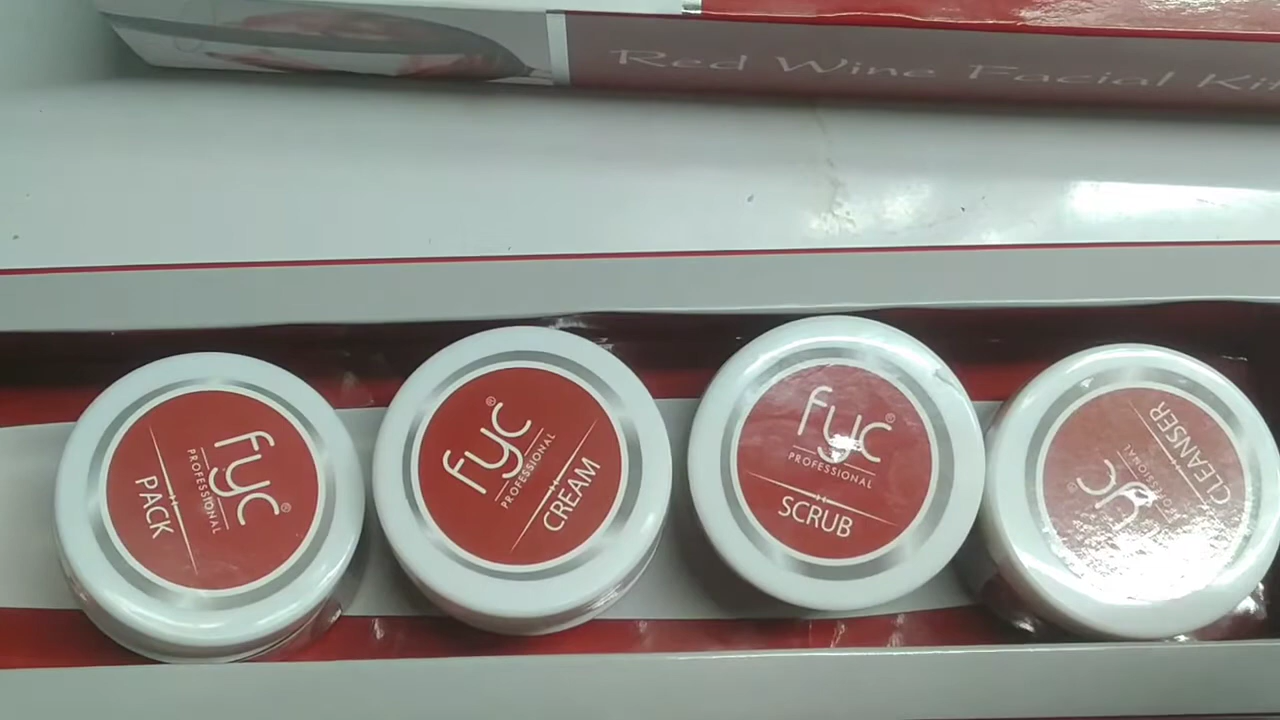 Red Wine Facial Kit
fyc®
PROFESSIONAL
PACK
fyc®
PROFESSIONAL
CREAM
fyc®
PROFESSIONAL
SCRUB
fyc®
PROFESSIONAL
CLEANSER